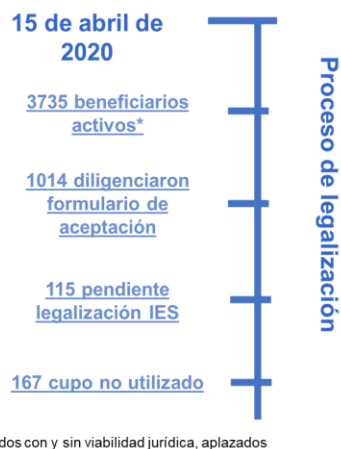 15 de abril de
2020
3735 beneficiarios
activos*
1014 diligenciaron
formulario de
aceptación
115 pendiente
legalización IES
167 cupo no utilizado
Proceso de legalización
con y sin viabilidad jurídica, aplazados